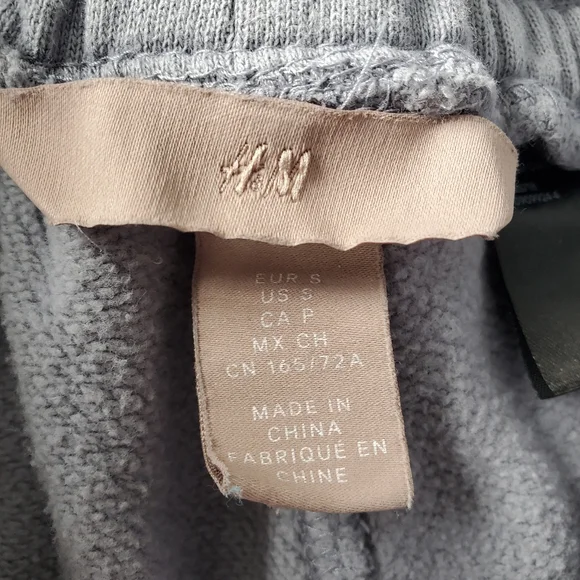 H&M
EUR S
US S
CA P
MX CH
CN 165/72A
MADE IN
CHINA
FABRIQUÉ EN
CHINE